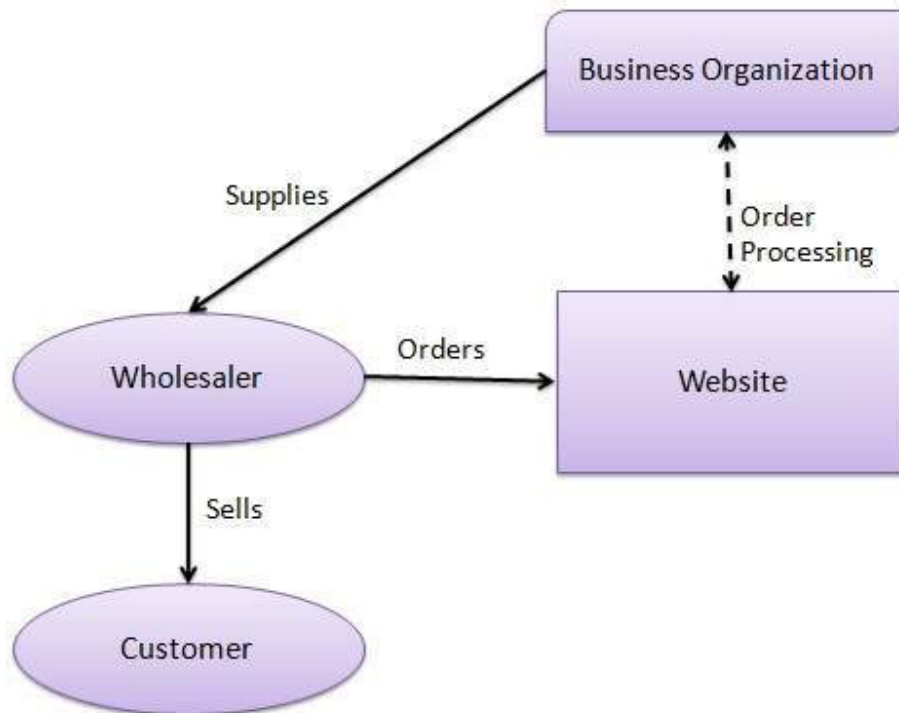 Business Organization
Supplies
Order
Processing
Wholesaler
Orders
Website
Sells
Customer